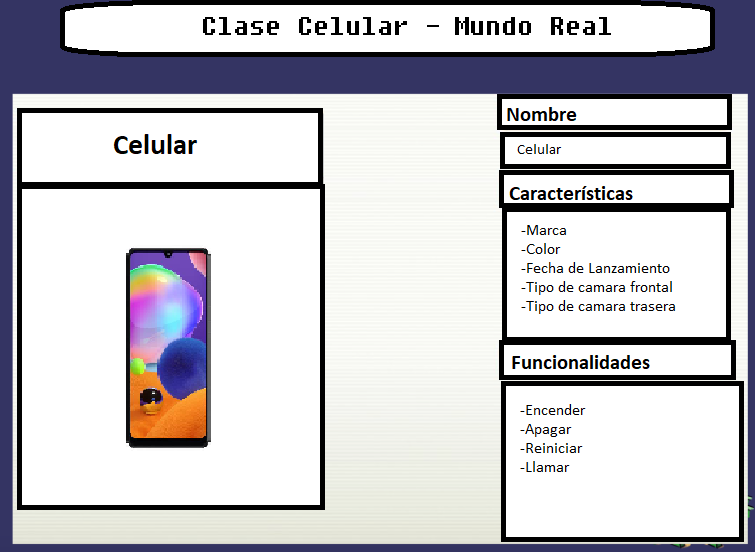 Clase Celular - Mundo Real
Celular
Nombre
Celular
Características
-Marca
-Color
-Fecha de Lanzamiento
-Tipo de camara frontal
-Tipo de camara trasera
Funcionalidades
-Encender
-Apagar
-Reiniciar
-Llamar